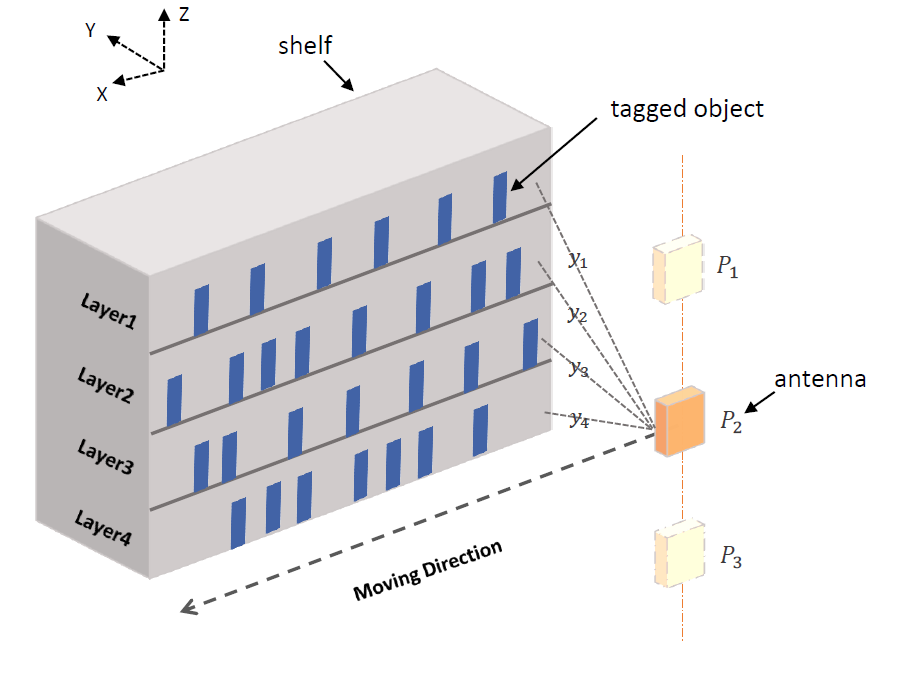 Z
Y
X
shelf
tagged object
y₁
P₁
Layer1
y₂
Layer2
y₃
antenna
P₂
y₄
Layer3
Layer4
P₃
Moving Direction